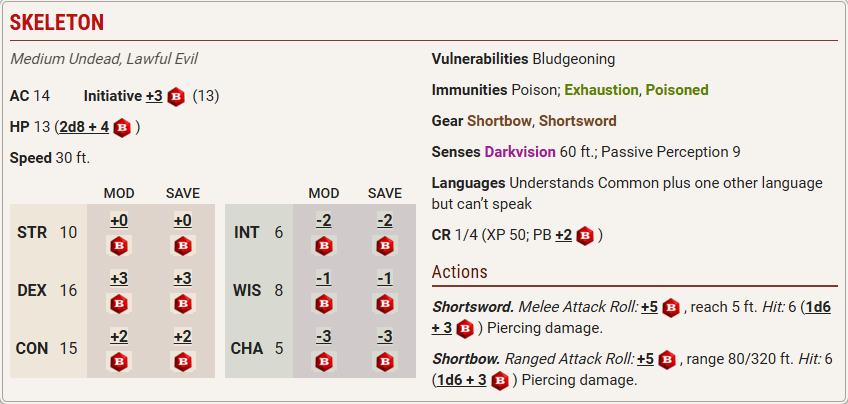 SKELETON
Medium Undead, Lawful Evil
AC 14 Initiative +3 B (13)
HP 13 (2d8 + 4 B )
Speed 30 ft.
MOD SAVE MOD SAVE
STR 10 +0 +0 INT 6 -2 -2
B B B B
DEX 16 +3 +3 WIS 8 -1 -1
B B B B
CON 15 +2 +2 CHA 5 -3 -3
B B B B
Vulnerabilities Bludgeoning
Immunities Poison; Exhaustion, Poisoned
Gear Shortbow, Shortsword
Senses Darkvision 60 ft.; Passive Perception 9
Languages Understands Common plus one other language
but can’t speak
CR 1/4 (XP 50; PB +2 B )
Actions
Shortsword. Melee Attack Roll: +5 B , reach 5 ft. Hit: 6 (1d6
+ 3 B ) Piercing damage.
Shortbow. Ranged Attack Roll: +5 B , range 80/320 ft. Hit: 6
(1d6 + 3 B ) Piercing damage.